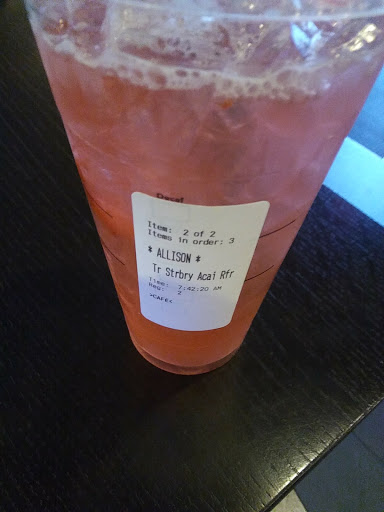 Decaf
Item: 2 of 2
Items in order: 3
* ALLISON *
Tr Strbry Acai Rfr
Time: 7:42:20 AM
Reg: 2
>CAFE<